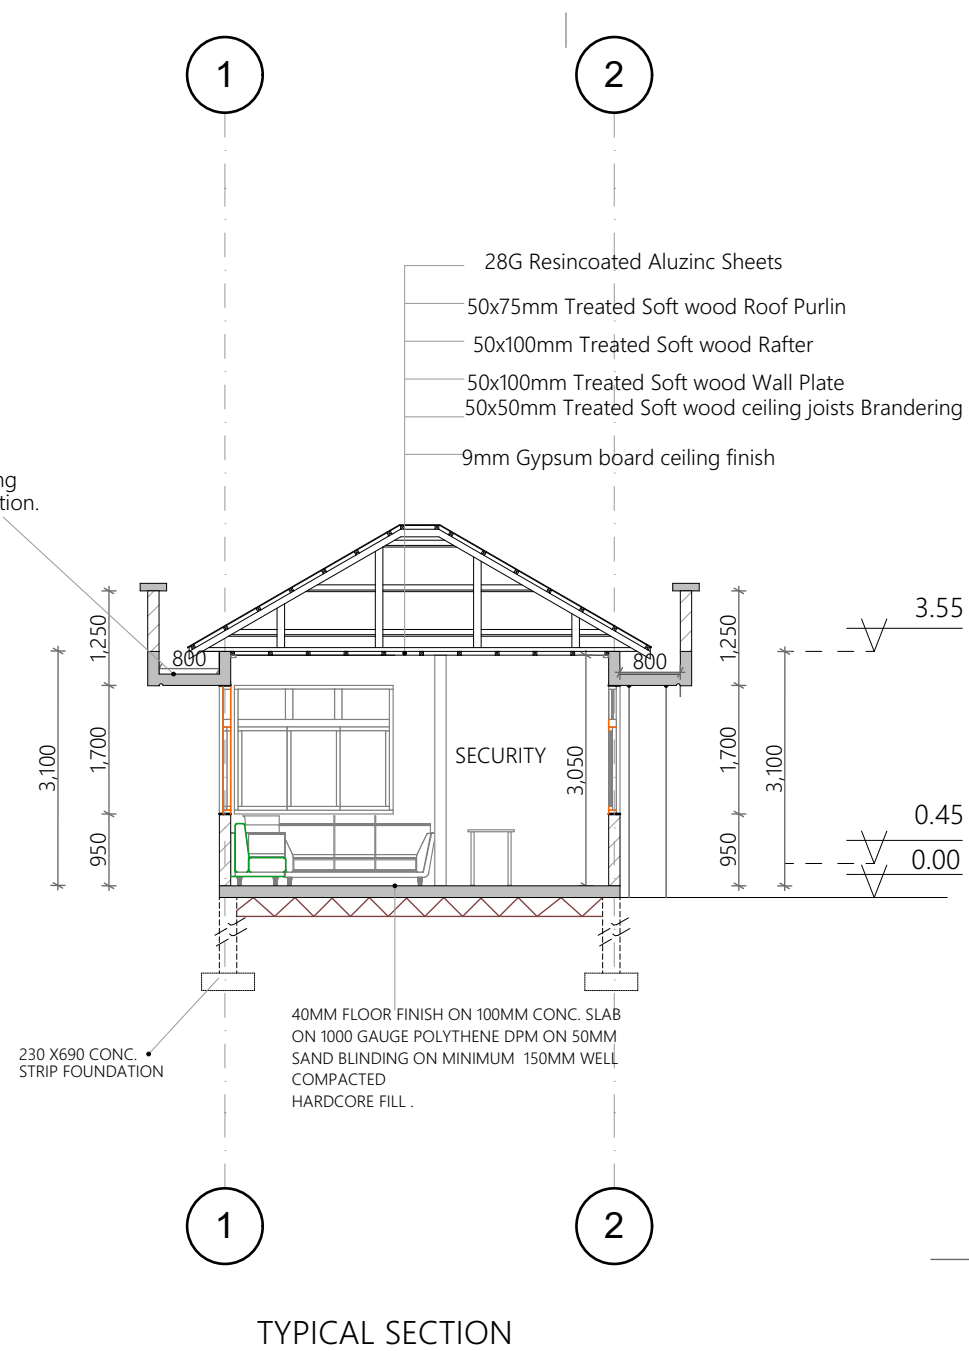 1
2
28G Resincoated Aluzinc Sheets
50x75mm Treated Soft wood Roof Purlin
50x100mm Treated Soft wood Rafter
50x100mm Treated Soft wood Wall Plate
50x50mm Treated Soft wood ceiling joists Brandering
9mm Gypsum board ceiling finish
ng
tion.
3.55
1,250
800
800
1,250
3,100
1,700
SECURITY
3,050
1,700
3,100
0.45
950
950
0.00
40MM FLOOR FINISH ON 100MM CONC. SLAB
ON 1000 GAUGE POLYTHENE DPM ON 50MM
SAND BLINDING ON MINIMUM 150MM WELL
COMPACTED
HARDCORE FILL .
230 X690 CONC.
STRIP FOUNDATION
1
2
TYPICAL SECTION